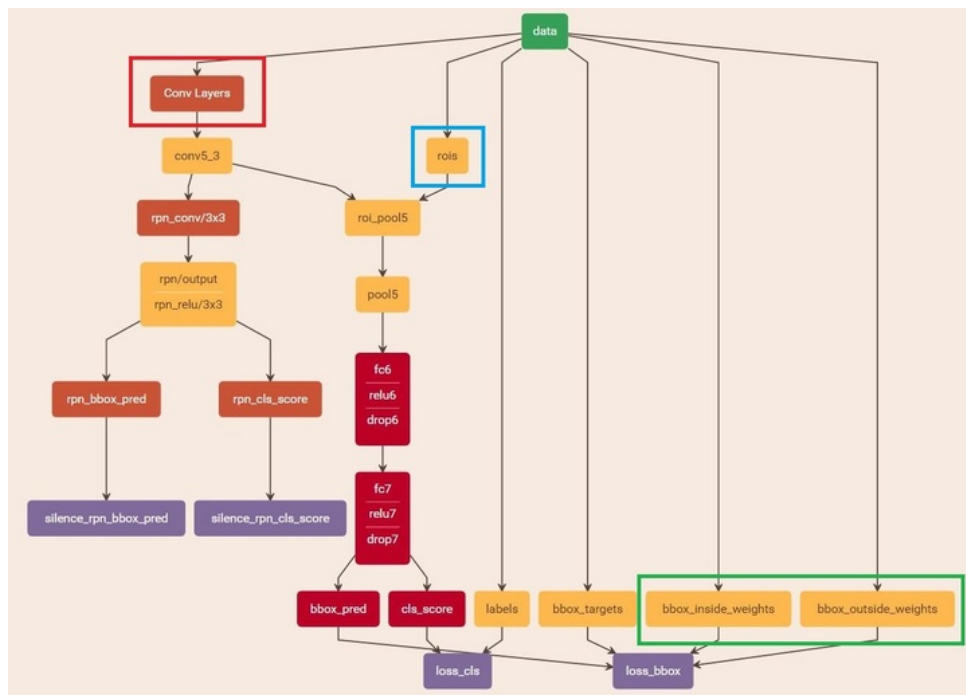 data
Conv Layers
conv5_3
rois
rpn_conv/3x3
roi_pool5
rpn/output
rpn_relu/3x3
pool5
fc6
relu6
drop6
rpn_bbox_pred
rpn_cls_score
fc7
relu7
drop7
silence_rpn_bbox_pred
silence_rpn_cls_score
bbox_pred
cls_score
labels
bbox_targets
bbox_inside_weights
bbox_outside_weights
loss_cls
loss_bbox